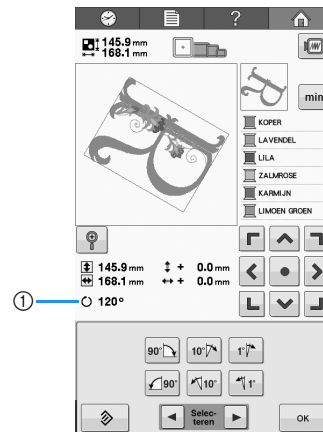 ?
145.9 mm
168.1 mm
min
KOPER
LAVENDEL
LILA
ZALMROSE
KARMIJN
LIMOEN GROEN
145.9 mm + 0.0 mm
168.1 mm + 0.0 mm
1 120°
90° 10° 1°
90° 10° 1°
Selec-
teren
OK